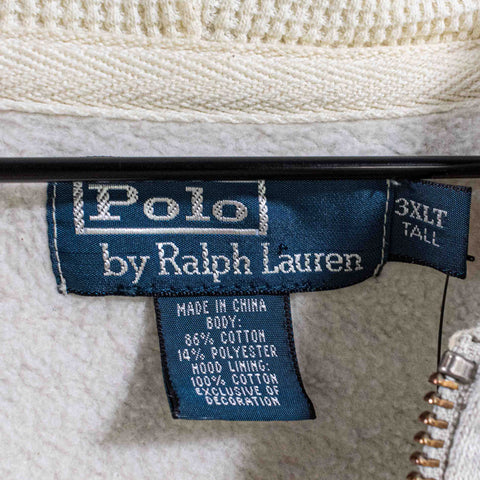 Polo
by Ralph Lauren
3XLT
TALL
MADE IN CHINA
BODY:
86% COTTON
14% POLYESTER
HOOD LINING:
100% COTTON
EXCLUSIVE OF
DECORATION